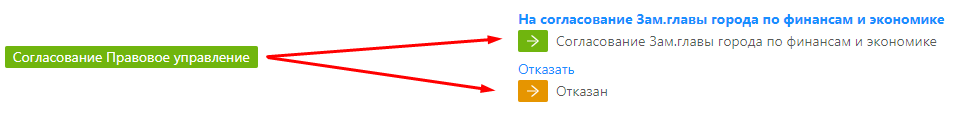 Согласование Правовое управление
На согласование Зам.главы города по финансам и экономике
Согласование Зам.главы города по финансам и экономике
Отказать
Отказан